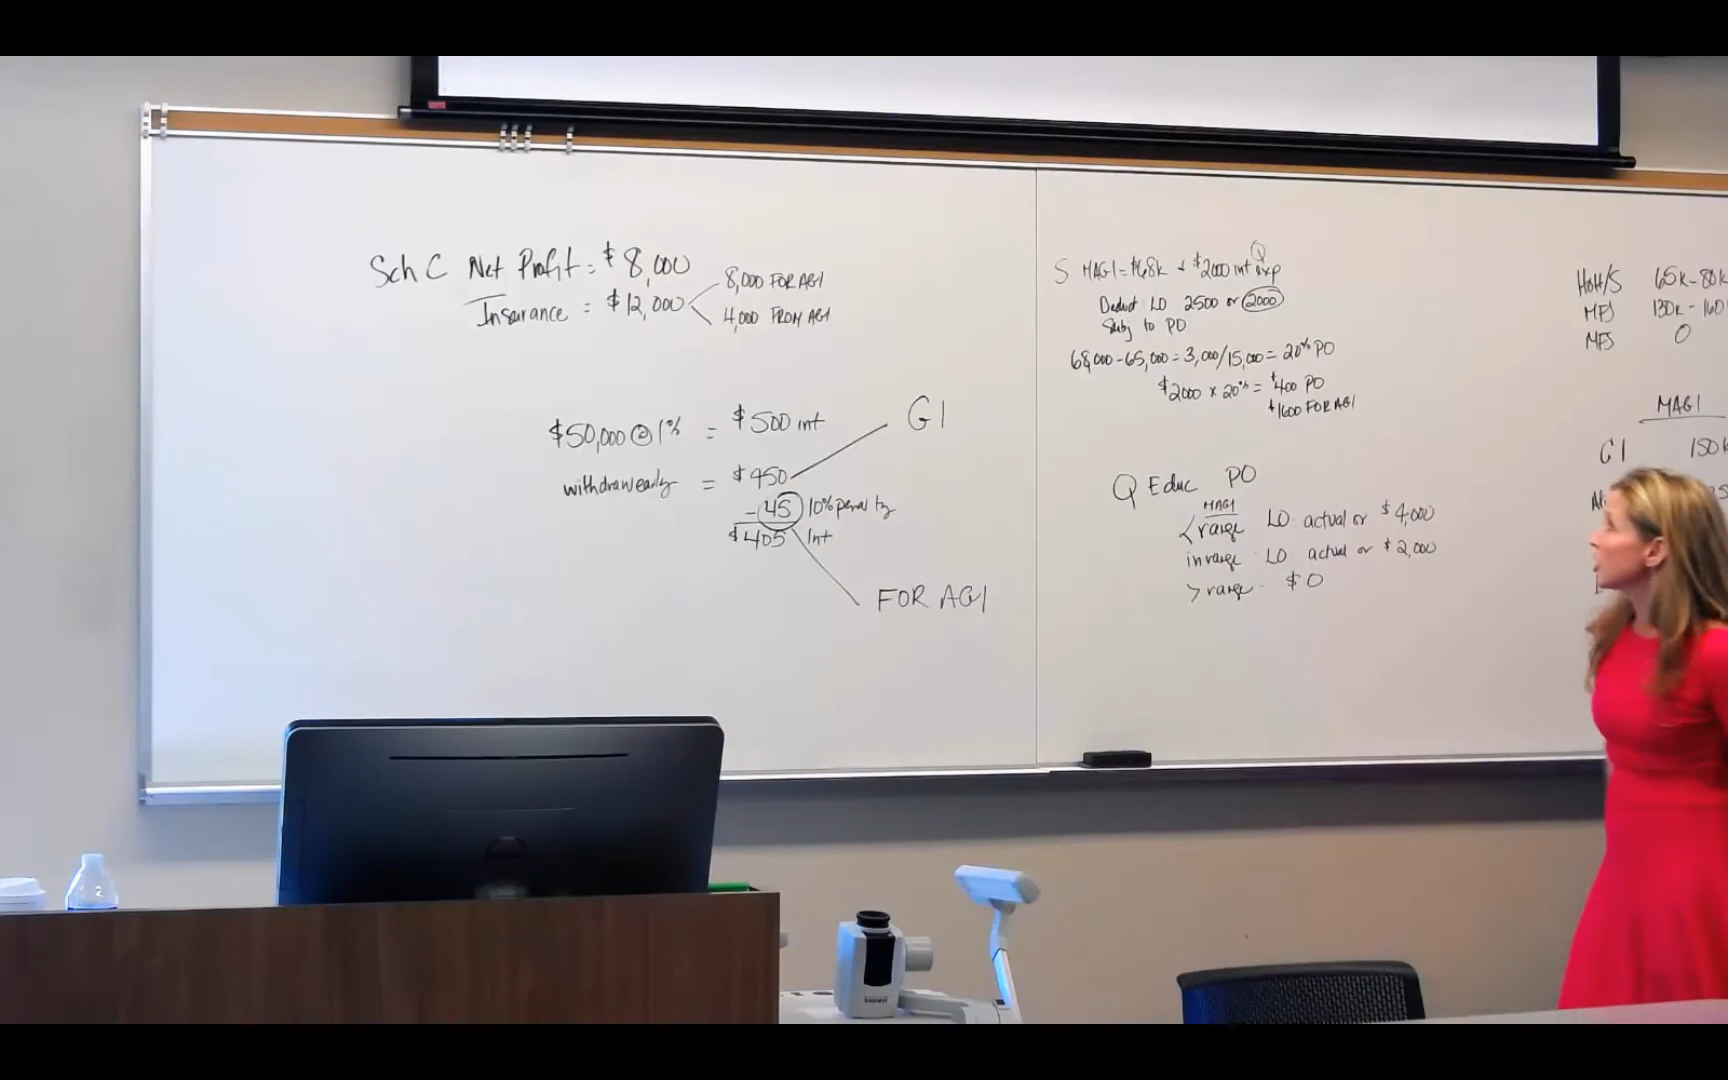 Sch C Net Profit = $8,000
Insurance = $12,000
8,000 FOR AGI
4,000 FROM AGI
$50,000 @ 1% = $500 int
withdraw early = $450
GI
- 45 10% penalty
$405 Int
FOR AGI
Q
S MAGI = $68k + $2000 int exp
Deduct LO 2500 or 2000
Subj to PO
68,000 - 65,000 = 3,000/15,000 = 20% PO
$2000 x 20% = $400 PO
$1600 FOR AGI
Q Educ PO
MAGI
< range LO actual or $4,000
in range LO actual or $2,000
> range $0
HoH/S 65k - 80k
MFJ 130k - 160
MFS 0
MAGI
150k